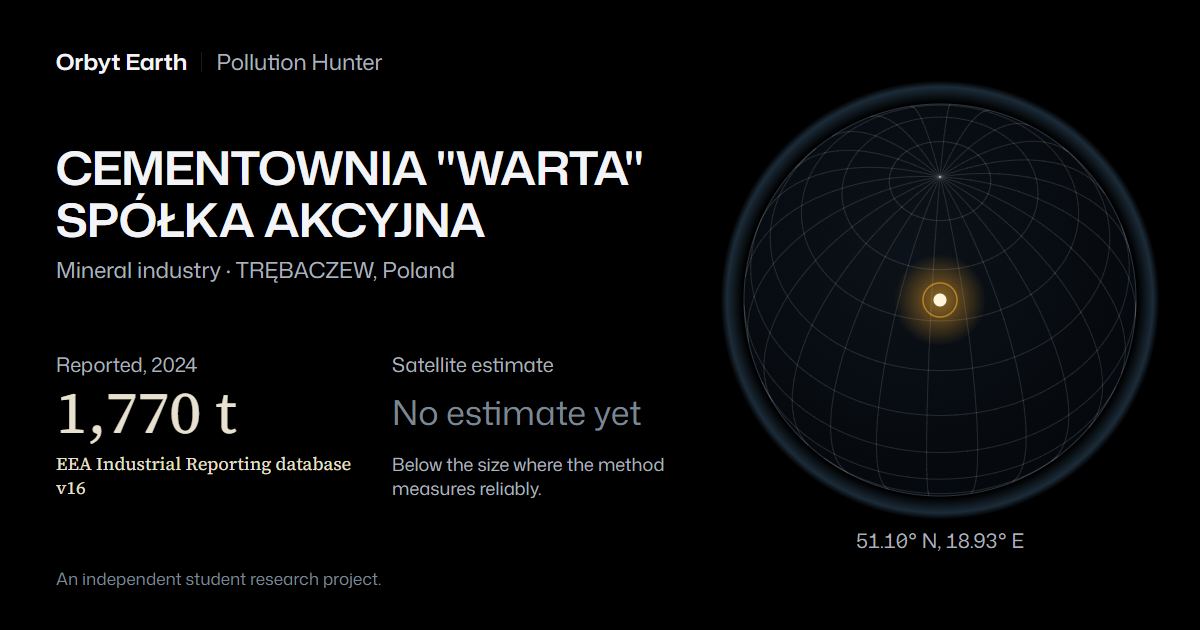 Orbyt Earth | Pollution Hunter
CEMENTOWNIA "WARTA"
SPÓŁKA AKCYJNA
Mineral industry · TRĘBACZEW, Poland
Reported, 2024
1,770 t
EEA Industrial Reporting database
v16
Satellite estimate
No estimate yet
Below the size where the method
measures reliably.
51.10° N, 18.93° E
An independent student research project.